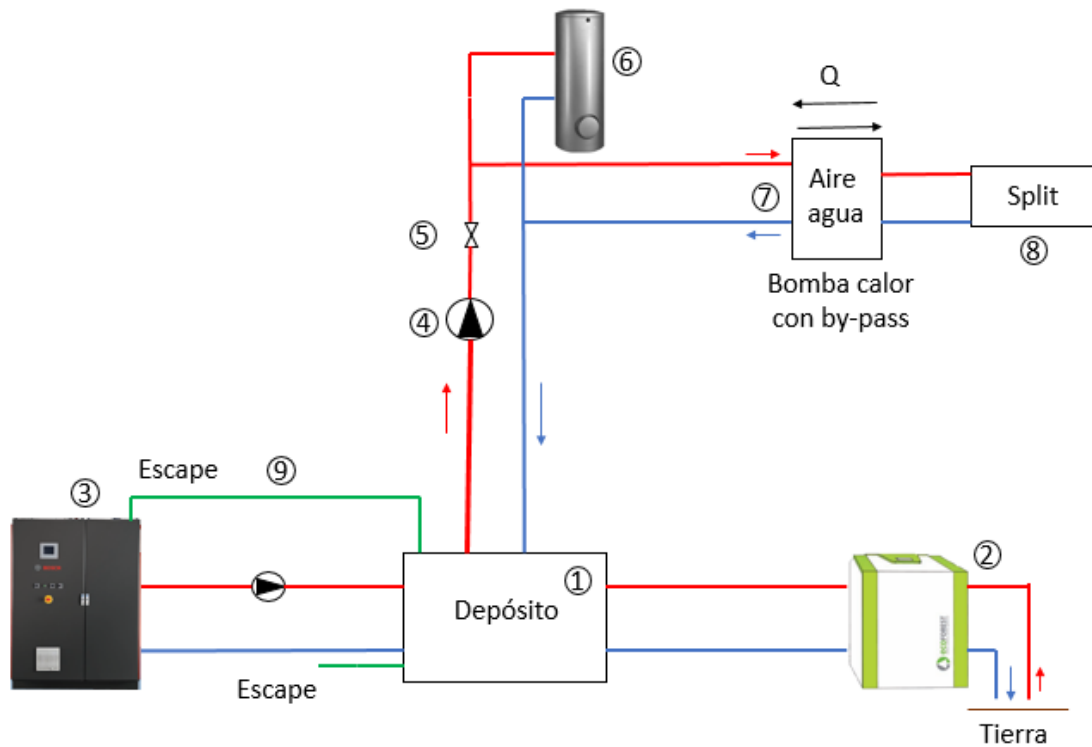 ⑥
Q
Aire
agua
⑦
Split
⑧
⑤
Bomba calor
con by-pass
④
Escape
⑨
③
①
②
Depósito
ECOFOREST
Escape
Tierra